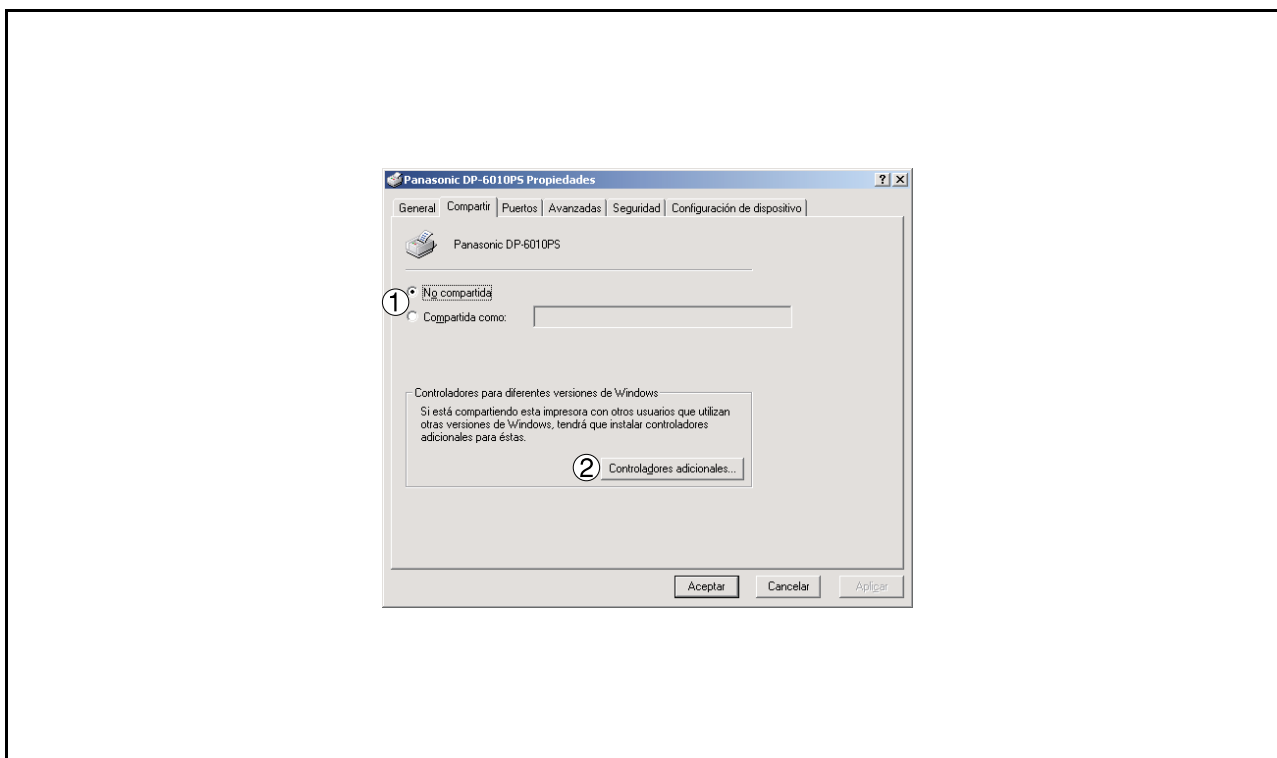 Panasonic DP-6010PS Propiedades
General Compartir Puertos Avanzadas Seguridad Configuración de dispositivo
Panasonic DP-6010PS
① No compartida
Compartida como:
Controladores para diferentes versiones de Windows
Si está compartiendo esta impresora con otros usuarios que utilizan
otras versiones de Windows, tendrá que instalar controladores
adicionales para éstas.
② Controladores adicionales...
Aceptar Cancelar Aplicar